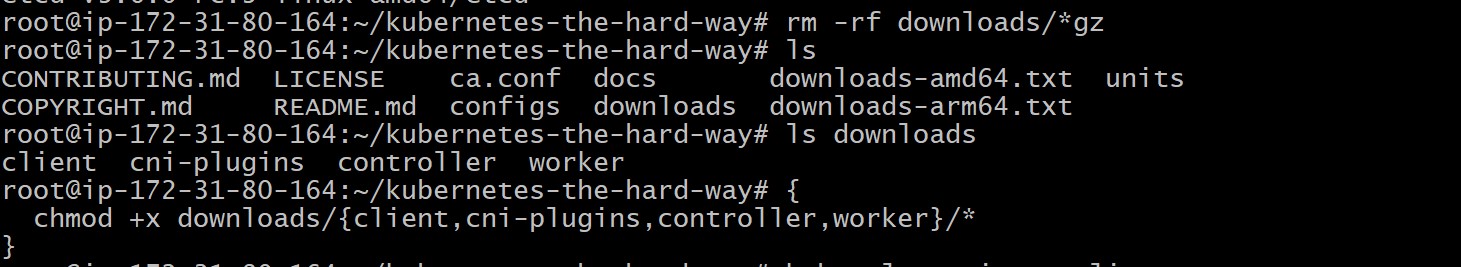 root@ip-172-31-80-164:~/kubernetes-the-hard-way# rm -rf downloads/*gz
root@ip-172-31-80-164:~/kubernetes-the-hard-way# ls
CONTRIBUTING.md  LICENSE    ca.conf  docs       downloads-amd64.txt  units
COPYRIGHT.md     README.md  configs  downloads  downloads-arm64.txt
root@ip-172-31-80-164:~/kubernetes-the-hard-way# ls downloads
client  cni-plugins  controller  worker
root@ip-172-31-80-164:~/kubernetes-the-hard-way# {
  chmod +x downloads/{client,cni-plugins,controller,worker}/*
}